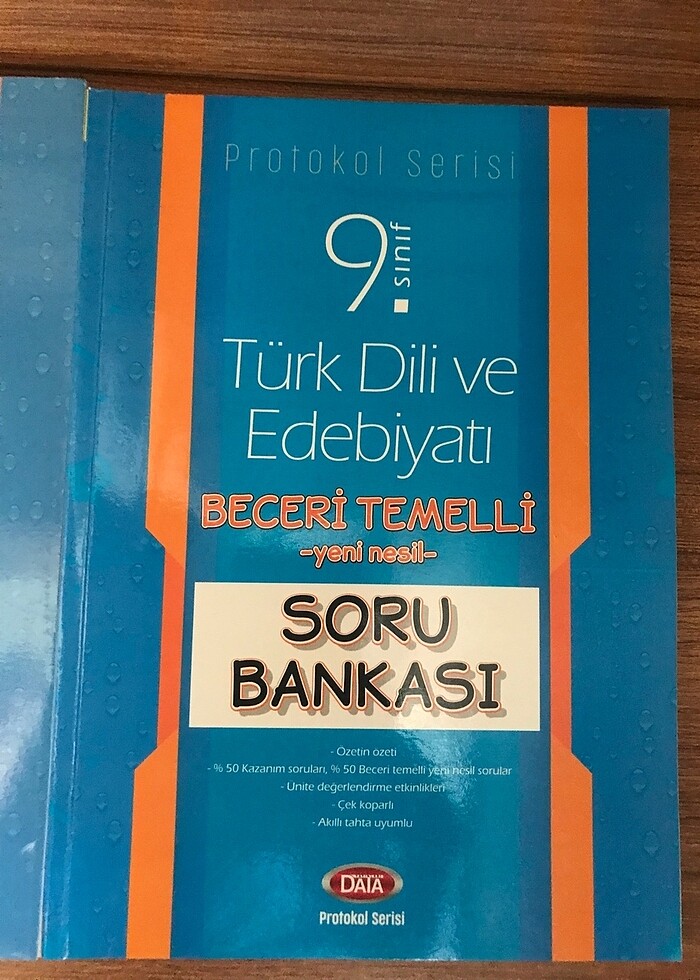 Protokol Serisi
9. sınıf
Türk Dili ve
Edebiyatı
BECERİ TEMELLİ
-yeni nesil-
SORU
BANKASI
- Özetin özeti
- % 50 Kazanım soruları, % 50 Beceri temelli yeni nesil sorular
- Ünite değerlendirme etkinlikleri
- Çek koparlı
- Akıllı tahta uyumlu
DATA
Protokol Serisi